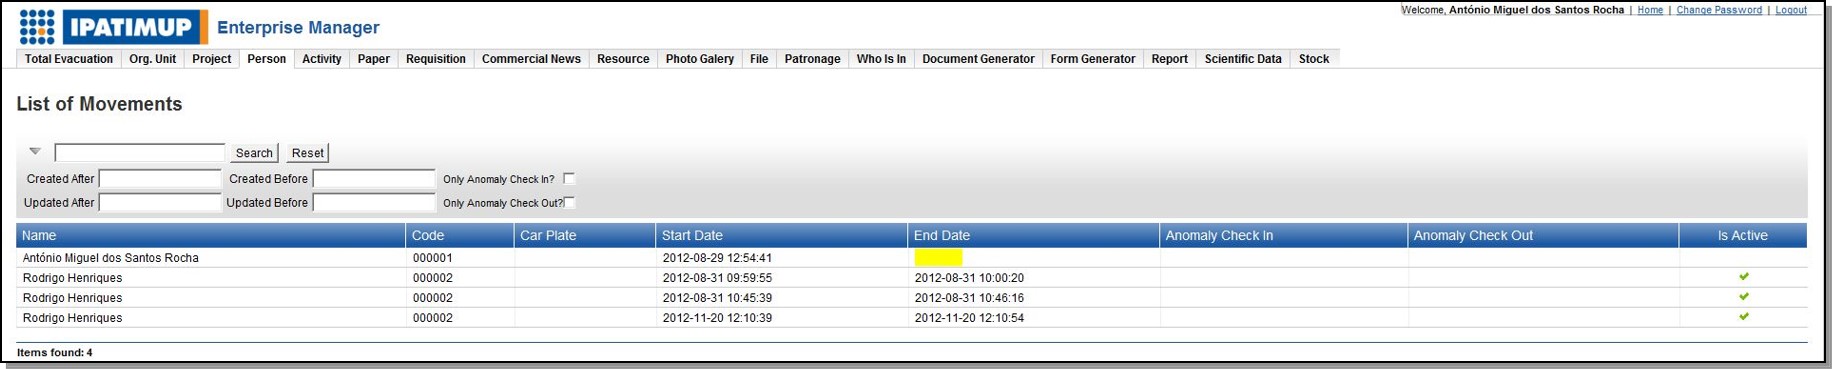 Welcome, António Miguel dos Santos Rocha | Home | Change Password | Logout
IPATIMUP Enterprise Manager
Total Evacuation Org. Unit Project Person Activity Paper Requisition Commercial News Resource Photo Galery File Patronage Who Is In Document Generator Form Generator Report Scientific Data Stock
List of Movements
Search Reset
Created After Created Before Only Anomaly Check In?
Updated After Updated Before Only Anomaly Check Out?
Name Code Car Plate Start Date End Date Anomaly Check In Anomaly Check Out Is Active
António Miguel dos Santos Rocha 000001 2012-08-29 12:54:41
Rodrigo Henriques 000002 2012-08-31 09:59:55 2012-08-31 10:00:20
Rodrigo Henriques 000002 2012-08-31 10:45:39 2012-08-31 10:46:16
Rodrigo Henriques 000002 2012-11-20 12:10:39 2012-11-20 12:10:54
Items found: 4